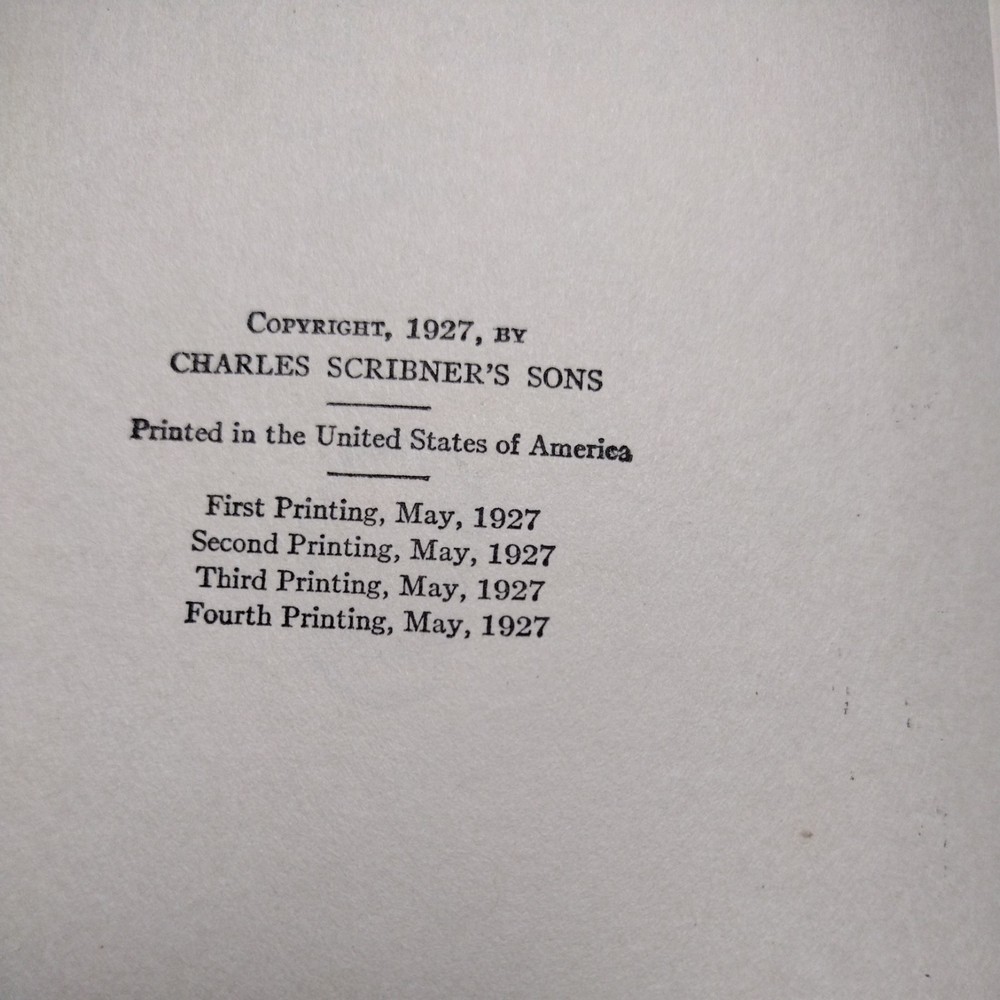 COPYRIGHT, 1927, BY
CHARLES SCRIBNER'S SONS
Printed in the United States of America
First Printing, May, 1927
Second Printing, May, 1927
Third Printing, May, 1927
Fourth Printing, May, 1927